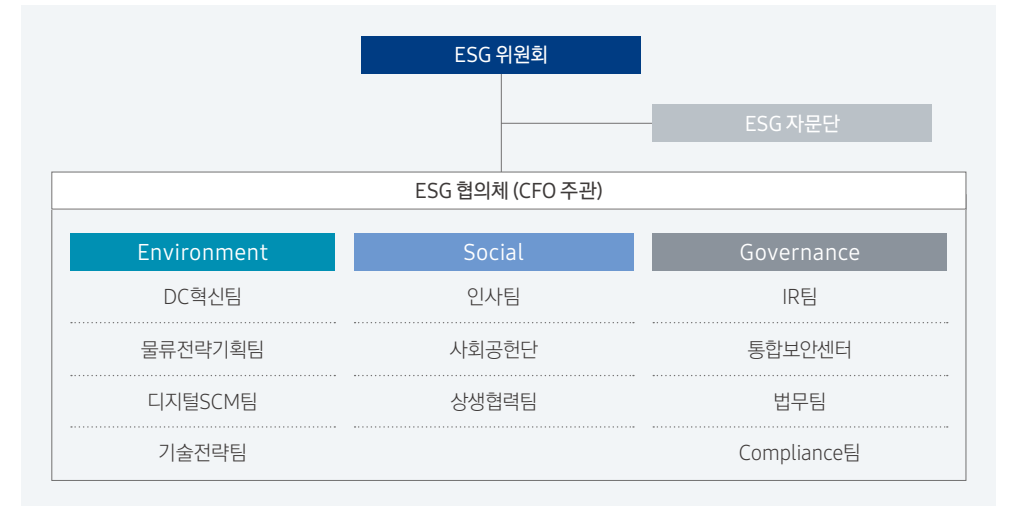 ESG 위원회
ESG 자문단
ESG 협의체 (CFO 주관)
Environment
Social
Governance
DC혁신팀
인사팀
IR팀
물류전략기획팀
사회공헌단
통합보안센터
디지털SCM팀
상생협력팀
법무팀
기술전략팀
Compliance팀